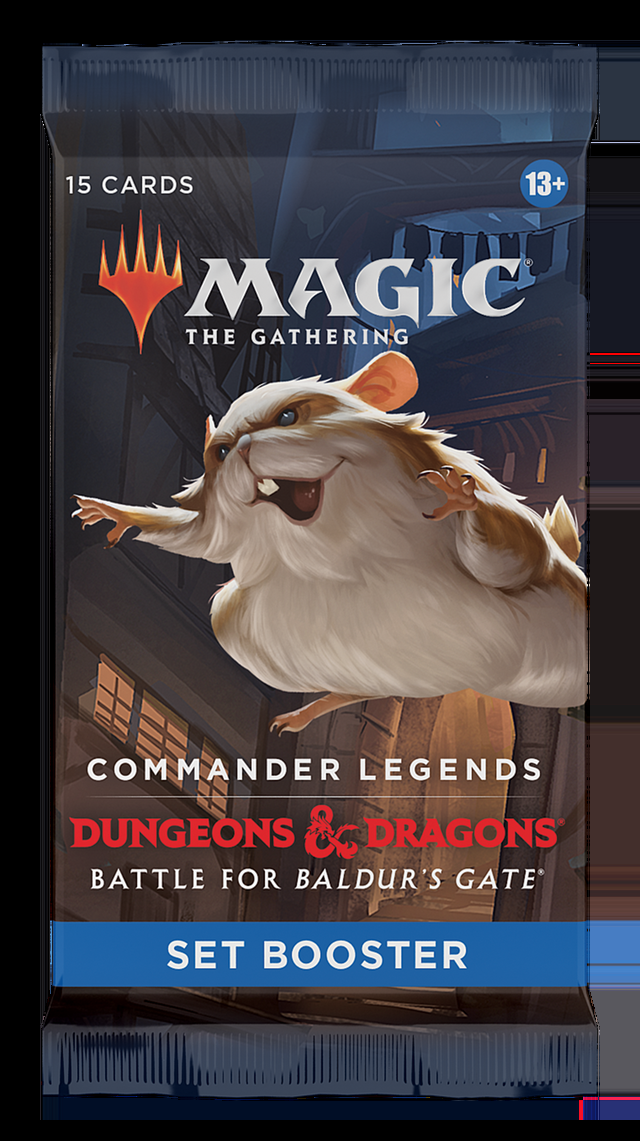 15 CARDS
13+
MAGIC®
THE GATHERING
COMMANDER LEGENDS
DUNGEONS & DRAGONS®
BATTLE FOR BALDUR'S GATE®
SET BOOSTER